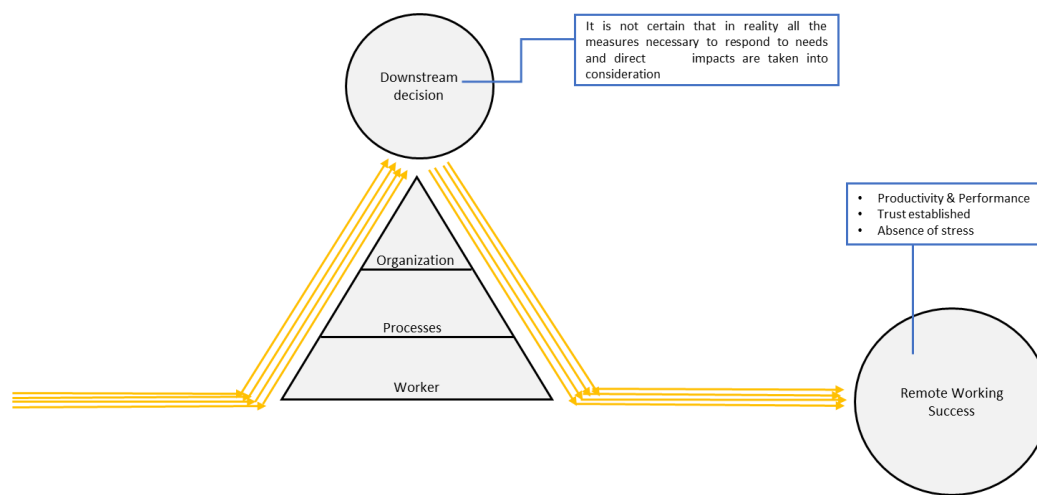 It is not certain that in reality all the
measures necessary to respond to needs
and direct impacts are taken into
consideration
Downstream
decision
• Productivity & Performance
• Trust established
• Absence of stress
Organization
Processes
Worker
Remote Working
Success